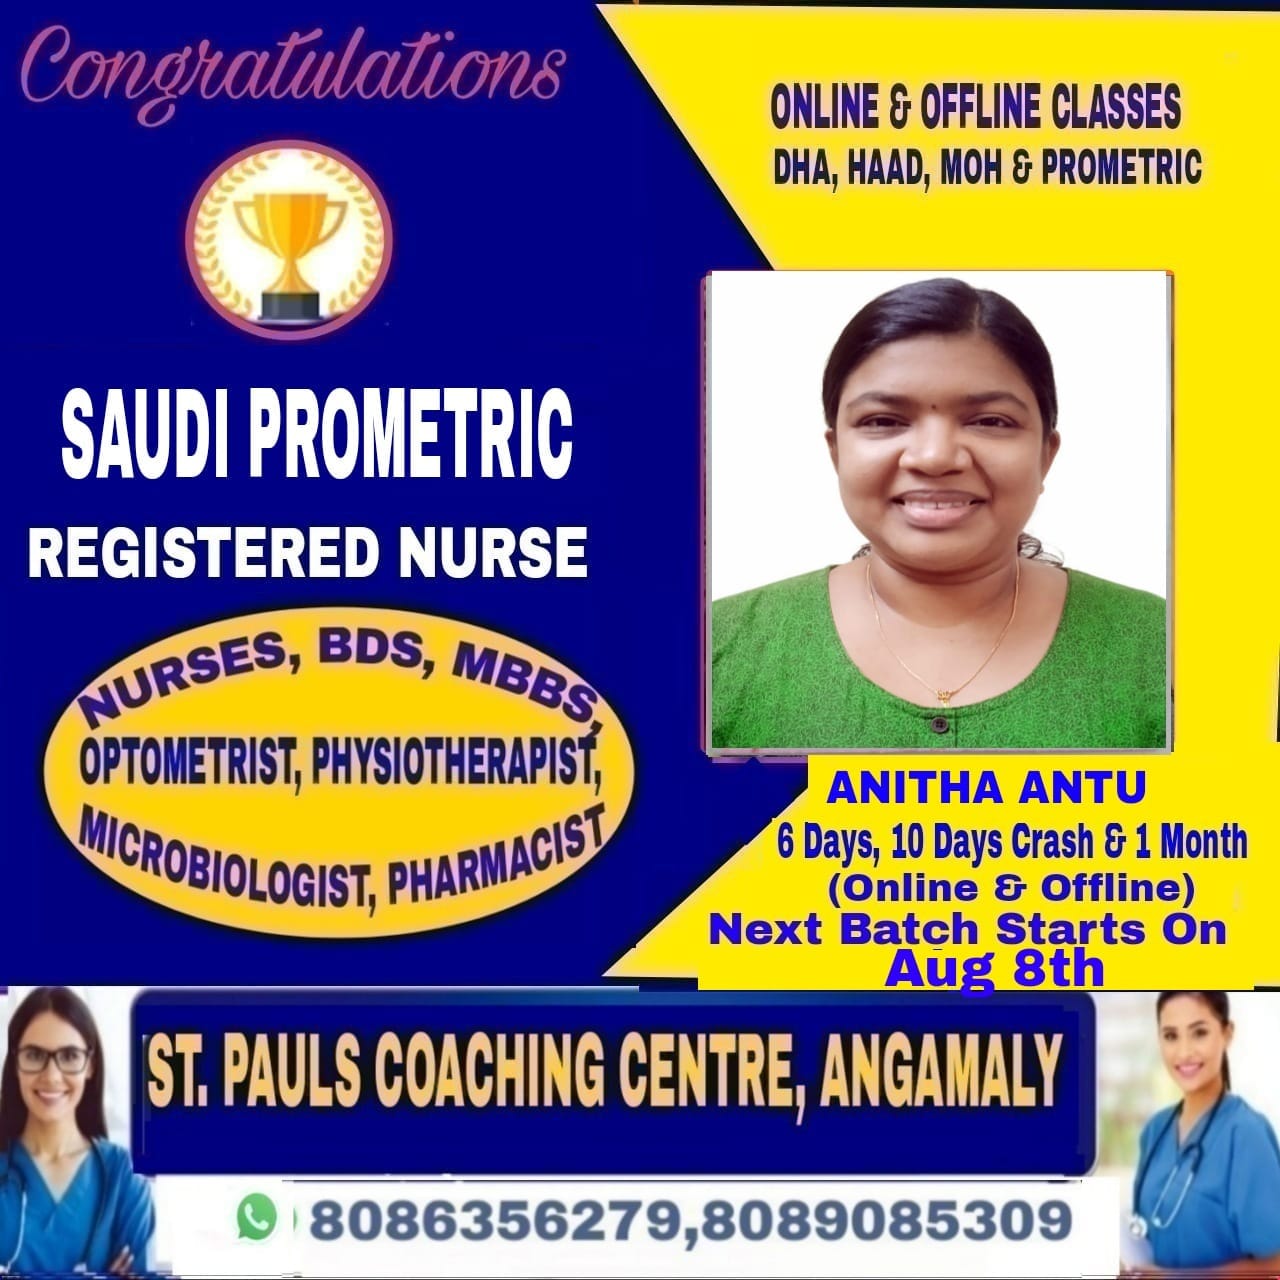 Congratulations
ONLINE & OFFLINE CLASSES
DHA, HAAD, MOH & PROMETRIC
SAUDI PROMETRIC
REGISTERED NURSE
NURSES, BDS, MBBS,
OPTOMETRIST, PHYSIOTHERAPIST,
MICROBIOLOGIST, PHARMACIST
ANITHA ANTU
6 Days, 10 Days Crash & 1 Month
(Online & Offline)
Next Batch Starts On
Aug 8th
ST. PAULS COACHING CENTRE, ANGAMALY
8086356279,8089085309